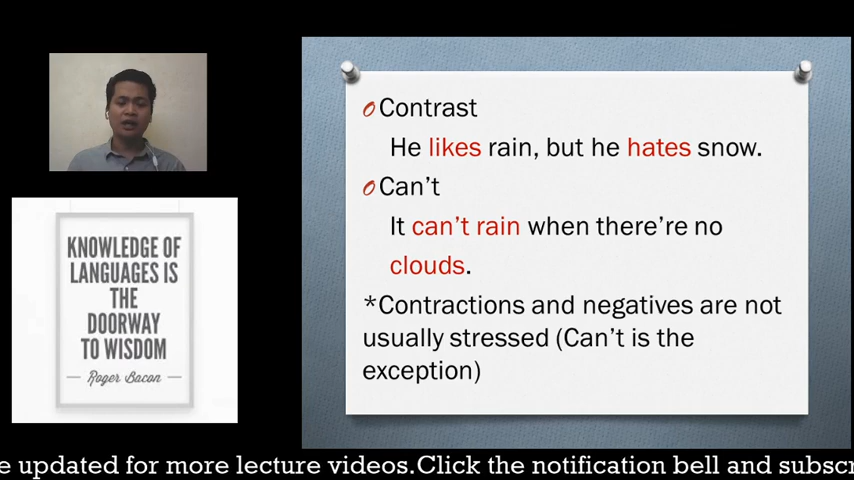 Contrast
He likes rain, but he hates snow.
Can't
It can't rain when there're no
clouds.
*Contractions and negatives are not
usually stressed (Can't is the
exception)
KNOWLEDGE OF
LANGUAGES IS
THE
DOORWAY
TO WISDOM
— Roger Bacon —
e updated for more lecture videos.Click the notification bell and subscr